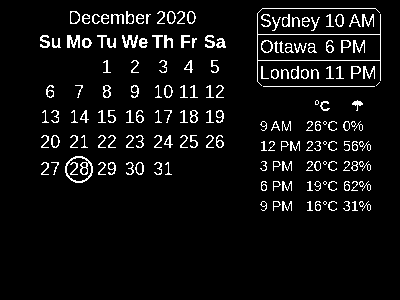 December 2020
Su Mo Tu We Th Fr Sa
1 2 3 4 5
6 7 8 9 10 11 12
13 14 15 16 17 18 19
20 21 22 23 24 25 26
27 28 29 30 31
Sydney 10 AM
Ottawa 6 PM
London 11 PM
°C ☂
9 AM 26°C 0%
12 PM 23°C 56%
3 PM 20°C 28%
6 PM 19°C 62%
9 PM 16°C 31%